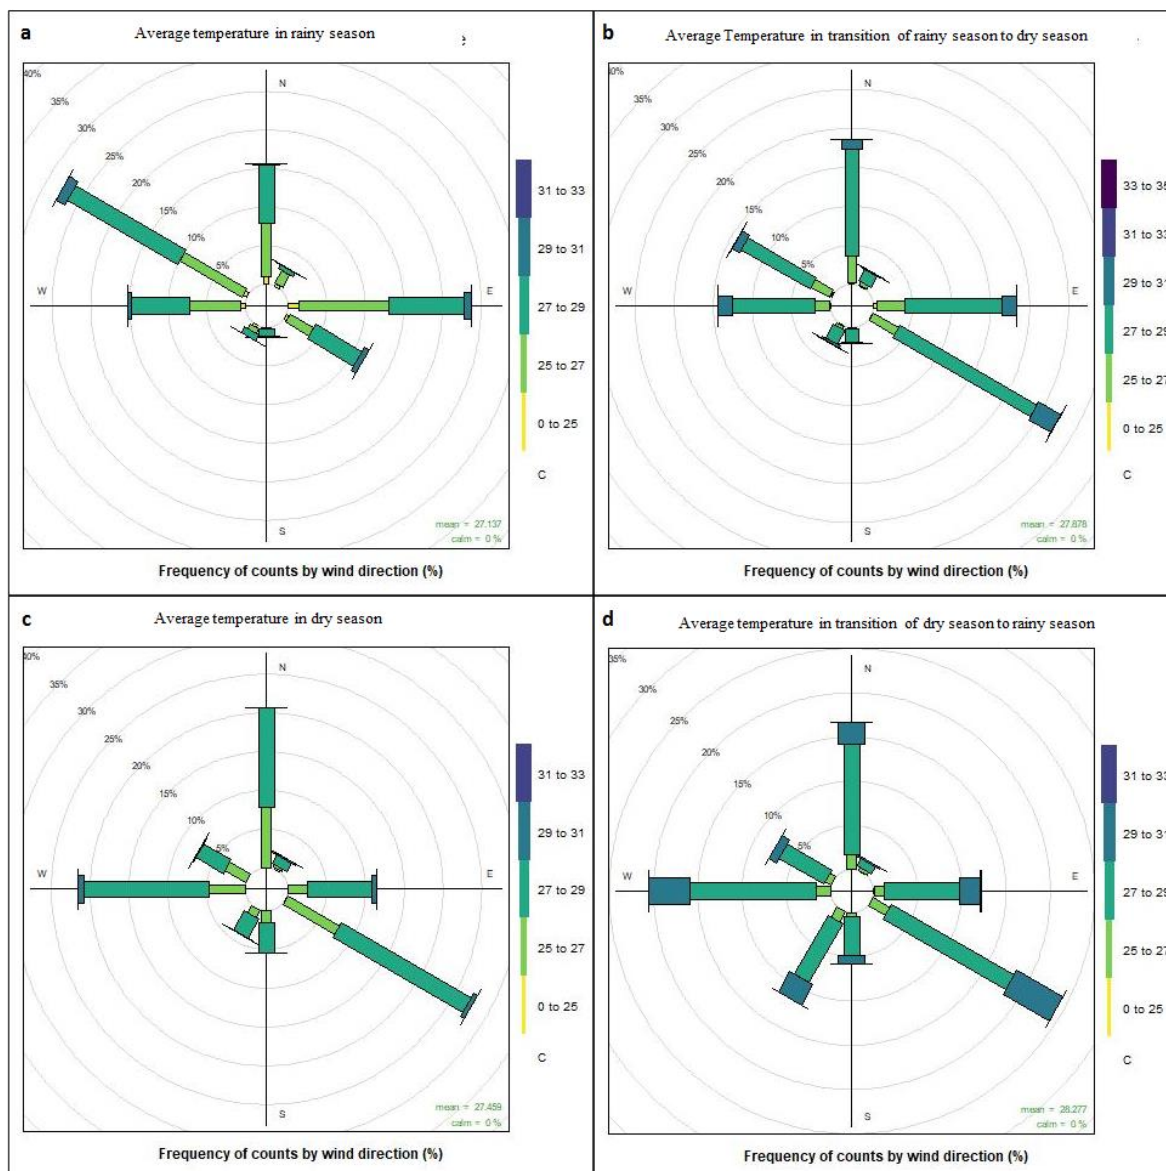 a
Average temperature in rainy season
e
40%
35%
30%
25%
20%
15%
10%
5%
N
W
E
S
31 to 33
29 to 31
27 to 29
25 to 27
0 to 25
C
mean = 27.137
calm = 0 %
Frequency of counts by wind direction (%)
b
Average Temperature in transition of rainy season to dry season
40%
35%
30%
25%
20%
15%
10%
5%
N
W
E
S
33 to 35
31 to 33
29 to 31
27 to 29
25 to 27
0 to 25
C
mean = 27.878
calm = 0 %
Frequency of counts by wind direction (%)
c
Average temperature in dry season
40%
35%
30%
25%
20%
15%
10%
5%
N
W
E
S
31 to 33
29 to 31
27 to 29
25 to 27
0 to 25
C
mean = 27.459
calm = 0 %
Frequency of counts by wind direction (%)
d
Average temperature in transition of dry season to rainy season
35%
30%
25%
20%
15%
10%
5%
N
W
E
S
31 to 33
29 to 31
27 to 29
25 to 27
0 to 25
C
mean = 28.277
calm = 0 %
Frequency of counts by wind direction (%)